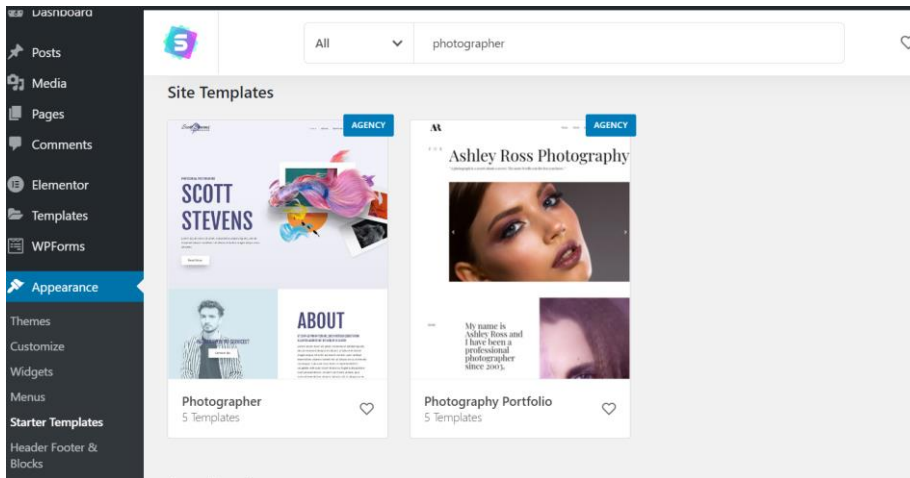 Dashboard
Posts
Media
Pages
Comments
Elementor
Templates
WPForms
Appearance
Themes
Customize
Widgets
Menus
Starter Templates
Header Footer &
Blocks
S
All
photographer
Site Templates
AGENCY
SCOTT
STEVENS
ABOUT
Photographer
5 Templates
AGENCY
AR
Ashley Ross Photography
My name is
Ashley Ross and
I have been a
professional
photographer
since 2003.
Photography Portfolio
5 Templates